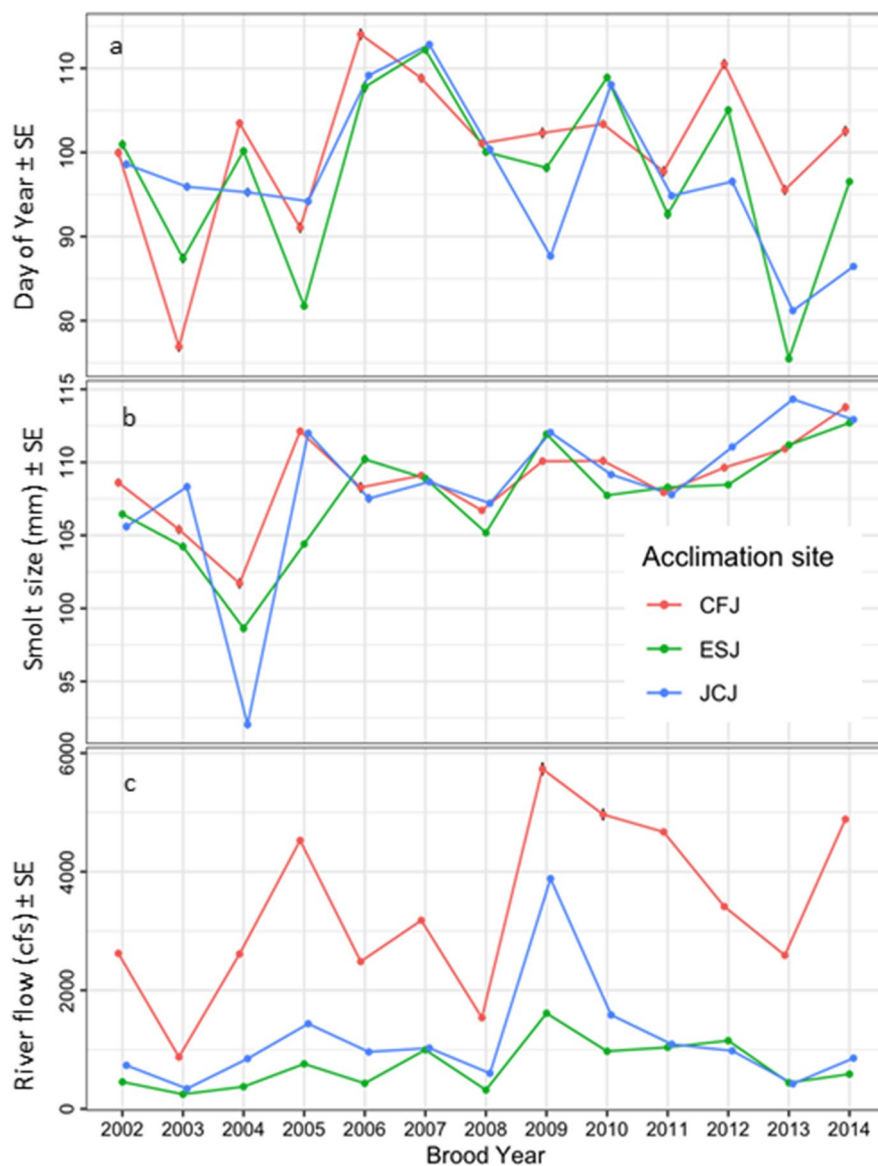 a
Day of Year ± SE
110
100
90
80
b
Smolt size (mm) ± SE
115
110
105
100
95
Acclimation site
CFJ
ESJ
JCJ
c
River flow (cfs) ± SE
6000
4000
2000
0
2002 2003 2004 2005 2006 2007 2008 2009 2010 2011 2012 2013 2014
Brood Year